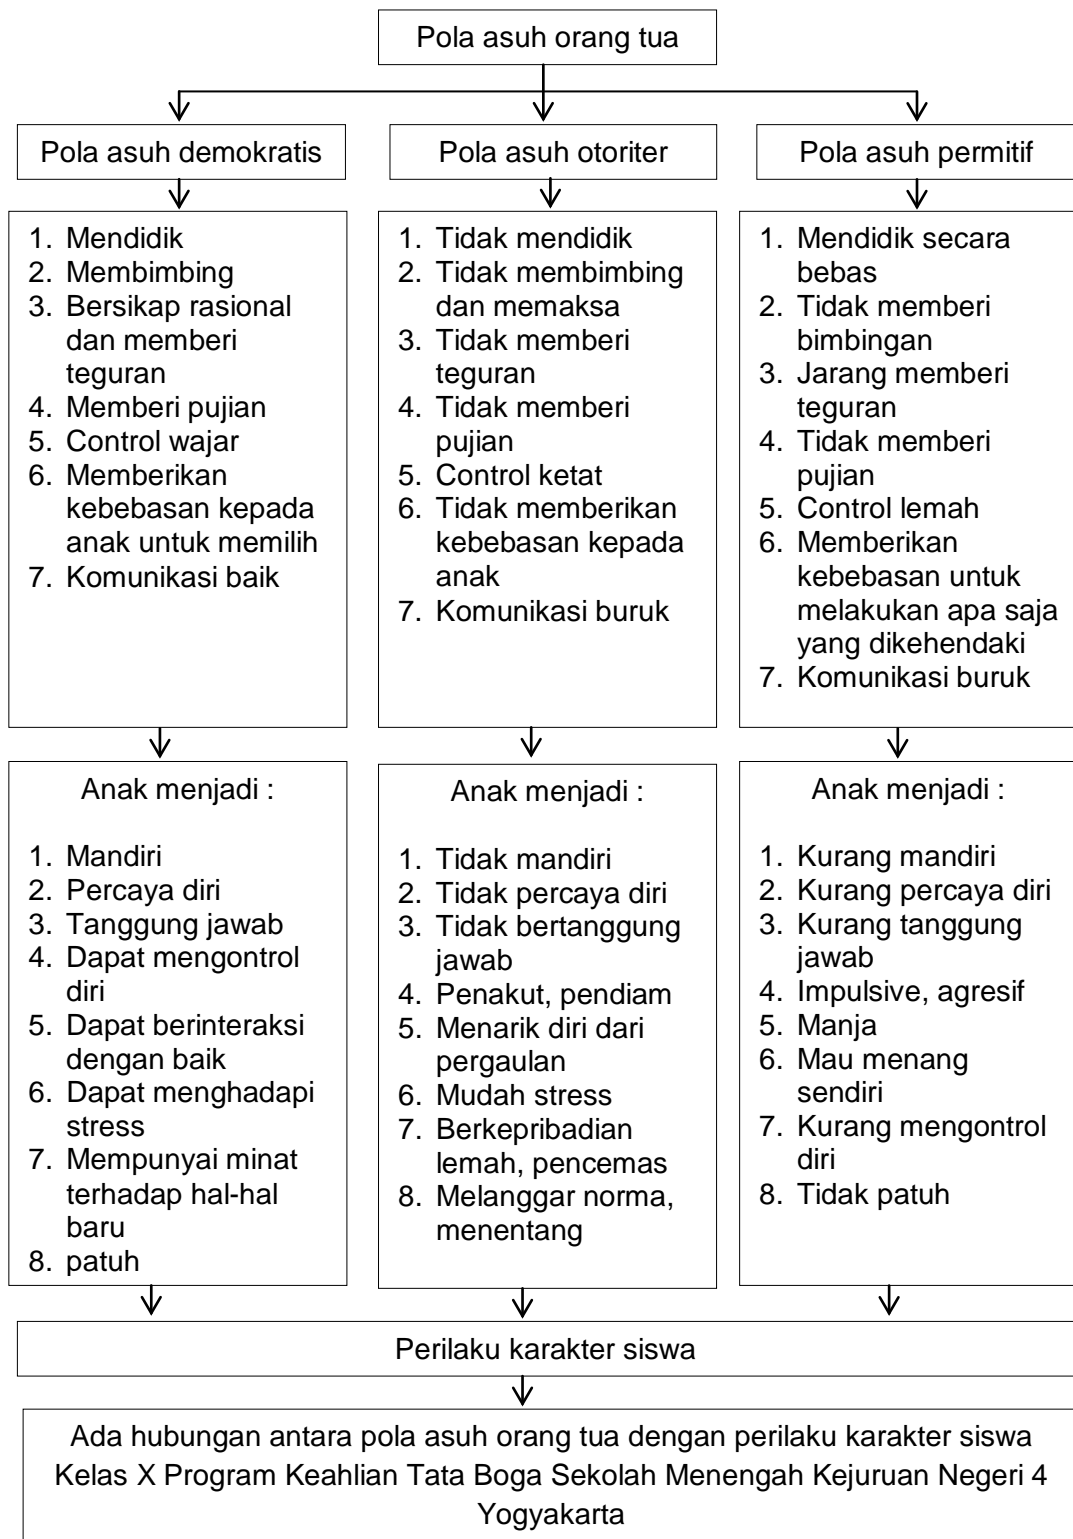 Pola asuh orang tua
Pola asuh demokratis
Pola asuh otoriter
Pola asuh permitif
1. Mendidik
2. Membimbing
3. Bersikap rasional
dan memberi
teguran
4. Memberi pujian
5. Control wajar
6. Memberikan
kebebasan kepada
anak untuk memilih
7. Komunikasi baik
1. Tidak mendidik
2. Tidak membimbing
dan memaksa
3. Tidak memberi
teguran
4. Tidak memberi
pujian
5. Control ketat
6. Tidak memberikan
kebebasan kepada
anak
7. Komunikasi buruk
1. Mendidik secara
bebas
2. Tidak memberi
bimbingan
3. Jarang memberi
teguran
4. Tidak memberi
pujian
5. Control lemah
6. Memberikan
kebebasan untuk
melakukan apa saja
yang dikehendaki
7. Komunikasi buruk
Anak menjadi :
1. Mandiri
2. Percaya diri
3. Tanggung jawab
4. Dapat mengontrol
diri
5. Dapat berinteraksi
dengan baik
6. Dapat menghadapi
stress
7. Mempunyai minat
terhadap hal-hal
baru
8. patuh
Anak menjadi :
1. Tidak mandiri
2. Tidak percaya diri
3. Tidak bertanggung
jawab
4. Penakut, pendiam
5. Menarik diri dari
pergaulan
6. Mudah stress
7. Berkepribadian
lemah, pencemas
8. Melanggar norma,
menentang
Anak menjadi :
1. Kurang mandiri
2. Kurang percaya diri
3. Kurang tanggung
jawab
4. Impulsive, agresif
5. Manja
6. Mau menang
sendiri
7. Kurang mengontrol
diri
8. Tidak patuh
Perilaku karakter siswa
Ada hubungan antara pola asuh orang tua dengan perilaku karakter siswa
Kelas X Program Keahlian Tata Boga Sekolah Menengah Kejuruan Negeri 4
Yogyakarta